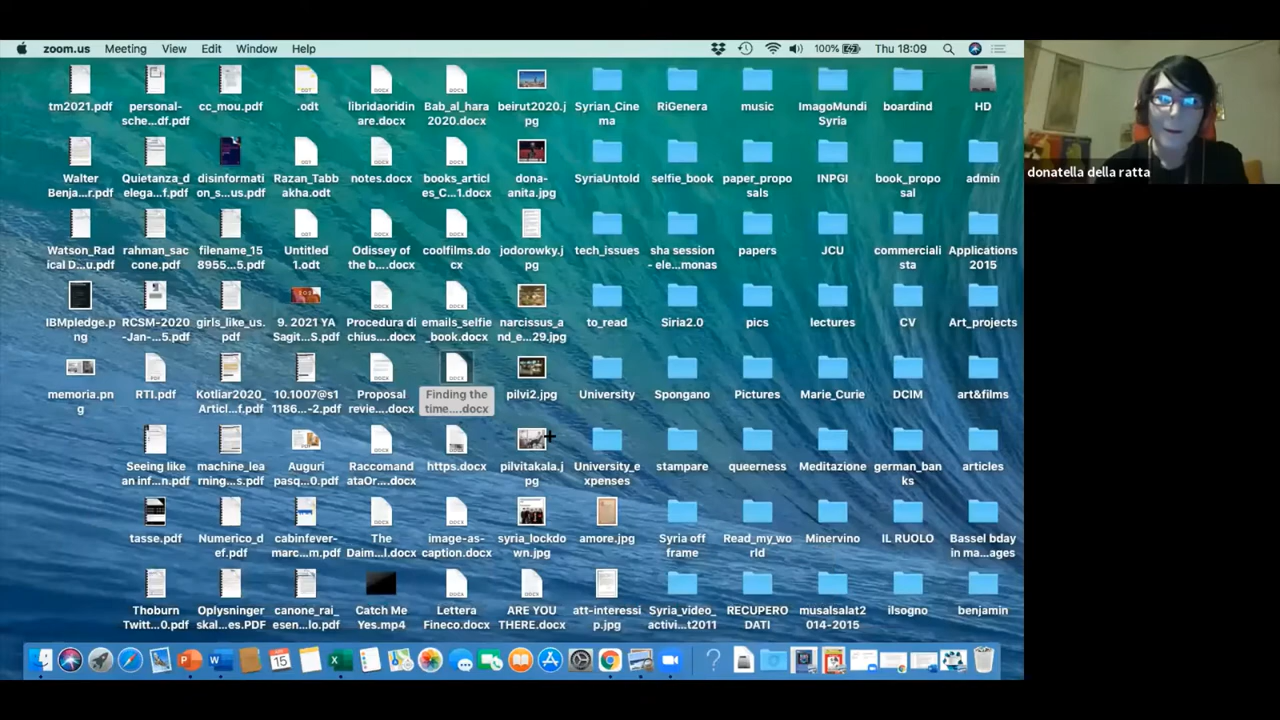 zoom.us Meeting View Edit Window Help 100% Thu 18:09
tm2021.pdf personal- cc_mou.pdf .odt libridaoridin Bab_al_hara beirut2020.j Syrian_Cine RiGenera music ImagoMundi boardind HD
sche...df.pdf are.docx 2020.docx pg ma Syria
donatella della ratta
Walter Quietanza_d disinformati Razan_Tabb notes.docx books_artic dona- SyriaUntold selfie_book paper_propo INPGI book_propo admin
Benja...r.pdf elega...f.pdf on_s...us.pdf akha.odt es_C...1.docx anita.jpg sals sal
Watson_Rad rahman_sac filename_15 Untitled Odissey of coolfilms.do jodorowky.j tech_issues sha session papers JCU commerciali Applications
ical D...u.pdf cone.pdf 8955...5.pdf 1.odt the b....docx cx pg - ele...monas sta 2015
IBMpledge.p RCSM-2020 girls_like_us. 9. 2021 YA Procedura di emails_selfie narcissus_a to_read Siria2.0 pics lectures CV Art_projects
ng -Jan-...5.pdf pdf Sagit...S.pdf chius....docx _book.docx nd_e...29.jpg
memoria.pn RTI.pdf Kotliar2020_ 10.1007@s1 Proposal Finding the pilvi2.jpg University Spongano Pictures Marie_Curie DCIM art&films
g Articl...f.pdf 1186...-2.pdf revie....docx time....docx
Seeing like machine_lea Auguri Raccomand https.docx pilvitakala.j University_e stampare queerness Meditazione german_ban articles
an inf...n.pdf rning...s.pdf pasq...0.pdf ataOr...docx pg xpenses ks
tasse.pdf Numerico_d cabinfever- The image-as- syria_lockdo amore.jpg Syria off Read_my_wo Minervino IL RUOLO Bassel bday
ef.pdf marc...m.pdf Daim...l.docx caption.docx wn.jpg frame rld in ma...ages
Thoburn Oplysninger canone_rai_ Catch Me Lettera ARE YOU att-interess Syria_video_ RECUPERO musalsalat2 ilsogno benjamin
Twitt...0.pdf skal...es.PDF esen...lo.pdf Yes.mp4 Fineco.docx THERE.docx ip.jpg activi...t2011 DATI 014-2015
15